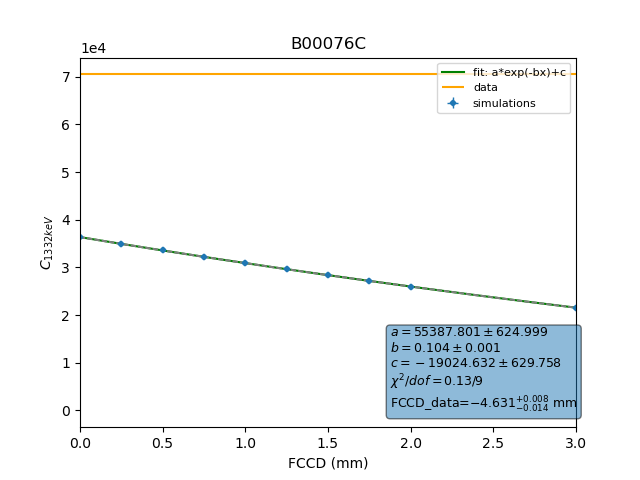 B00076C
1e4
7
6
5
4
3
2
1
0
C_{1332keV}
fit: a*exp(-bx)+c
data
simulations
a = 55387.801 ± 624.999
b = 0.104 ± 0.001
c = −19024.632 ± 629.758
χ²/dof = 0.13/9
FCCD_data=−4.631^{+0.008}_{−0.014} mm
0.0 0.5 1.0 1.5 2.0 2.5 3.0
FCCD (mm)